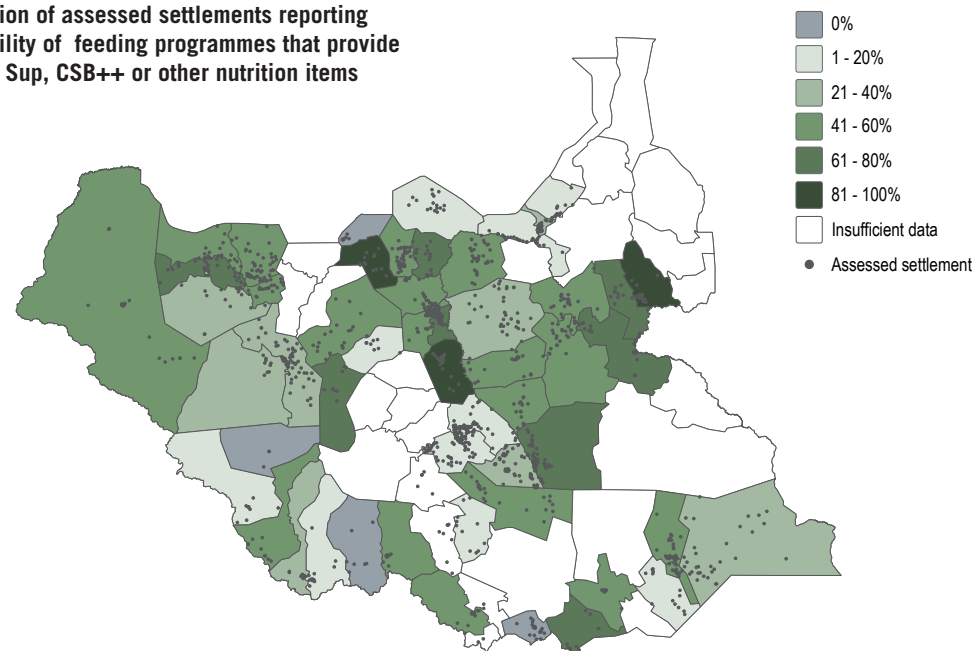 ion of assessed settlements reporting
ility of feeding programmes that provide
Sup, CSB++ or other nutrition items
0%
1 - 20%
21 - 40%
41 - 60%
61 - 80%
81 - 100%
Insufficient data
Assessed settlement